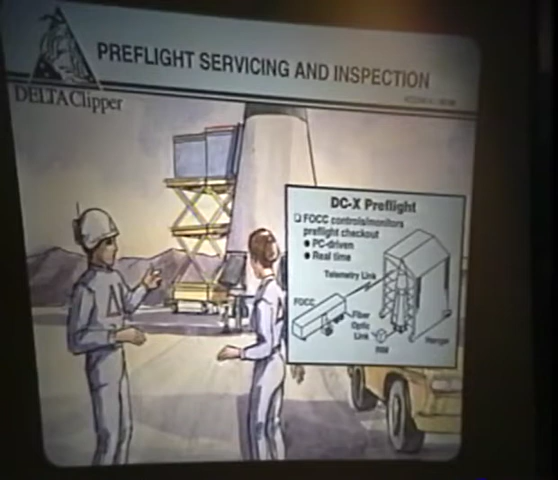 PREFLIGHT SERVICING AND INSPECTION
DELTA Clipper
DC-X Preflight
❑ FOCC controls/monitors
preflight checkout
● PC-driven
● Real time
Telemetry Link
FOCC
Fiber
Optic
Link
Hangar